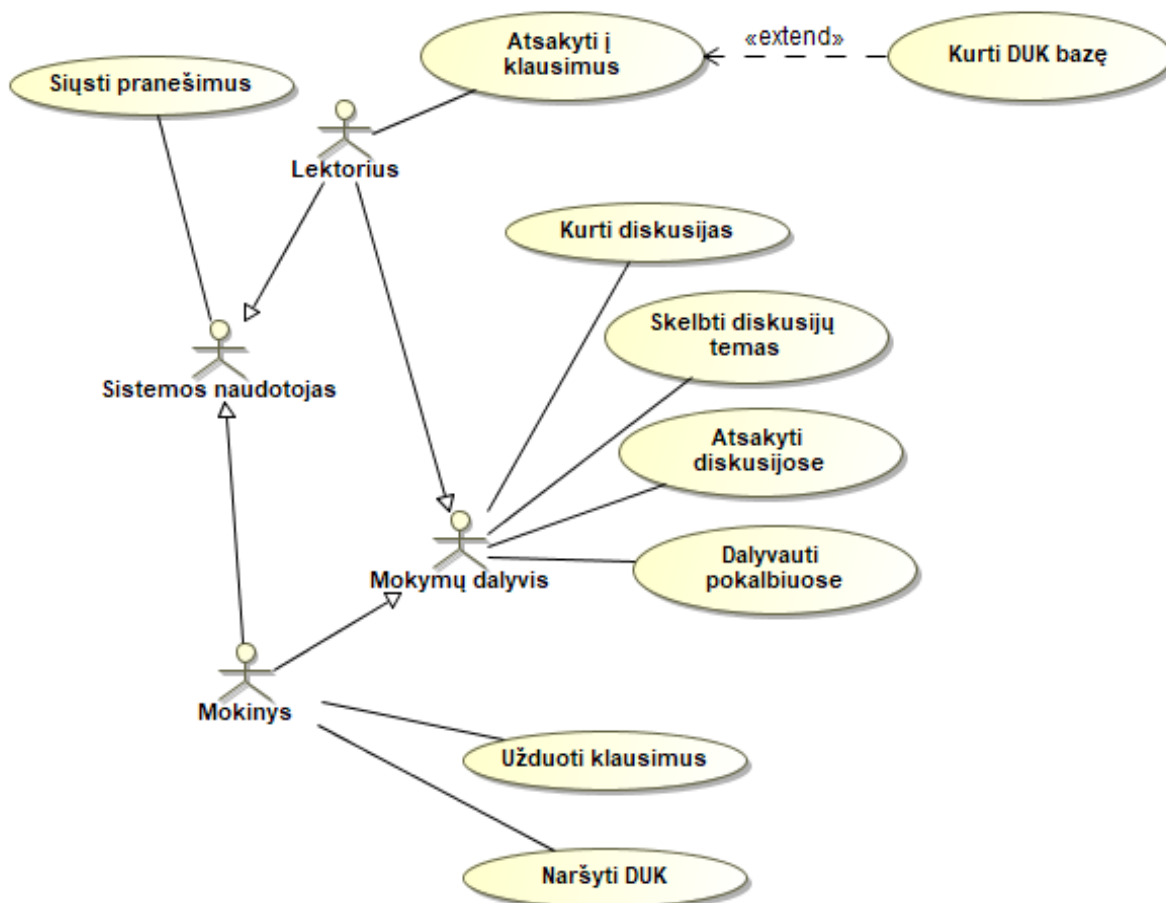 Atsakyti į
klausimus
«extend»
Kurti DUK bazę
Siųsti pranešimus
Lektorius
Kurti diskusijas
Skelbti diskusijų
temas
Sistemos naudotojas
Atsakyti
diskusijose
Mokymų dalyvis
Dalyvauti
pokalbiuose
Mokinys
Užduoti klausimus
Naršyti DUK